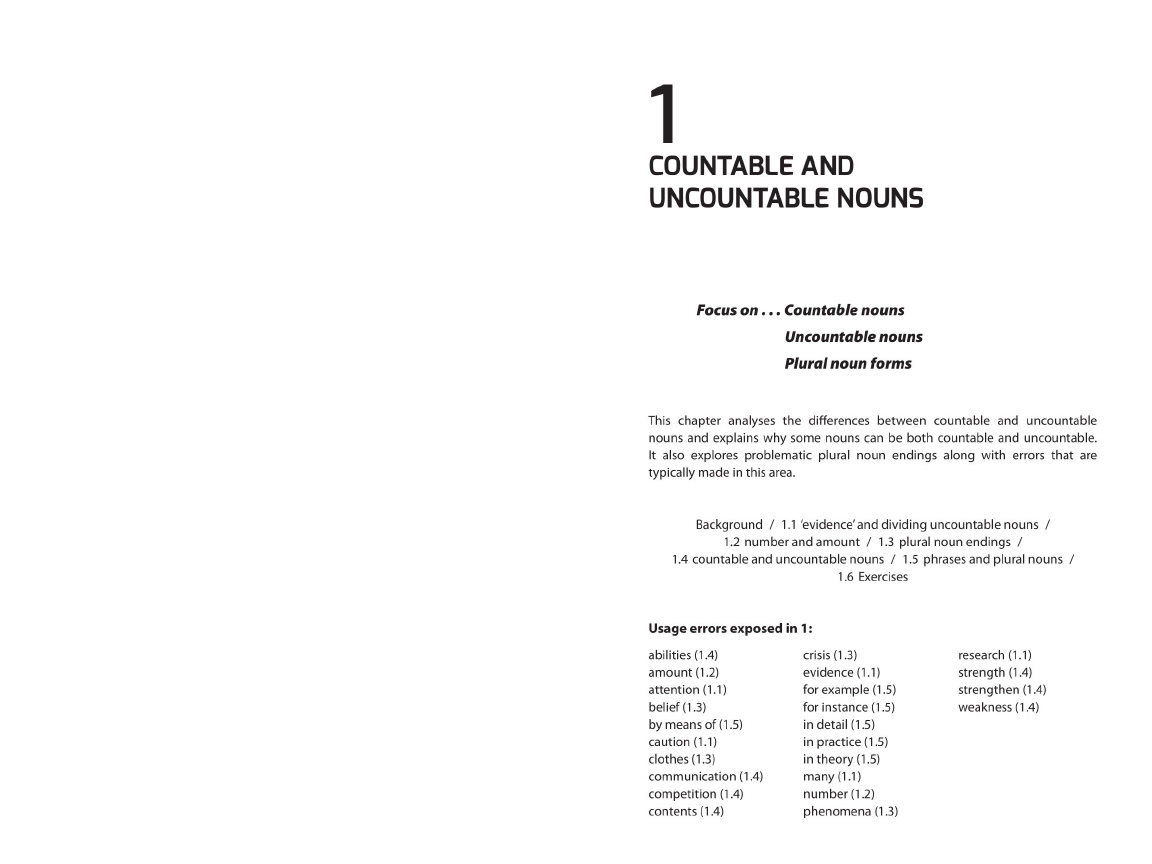 1
COUNTABLE AND
UNCOUNTABLE NOUNS
Focus on . . . Countable nouns
Uncountable nouns
Plural noun forms
This chapter analyses the differences between countable and uncountable
nouns and explains why some nouns can be both countable and uncountable.
It also explores problematic plural noun endings along with errors that are
typically made in this area.
Background / 1.1 ‘evidence’ and dividing uncountable nouns /
1.2 number and amount / 1.3 plural noun endings /
1.4 countable and uncountable nouns / 1.5 phrases and plural nouns /
1.6 Exercises
Usage errors exposed in 1:
abilities (1.4)
amount (1.2)
attention (1.1)
belief (1.3)
by means of (1.5)
caution (1.1)
clothes (1.3)
communication (1.4)
competition (1.4)
contents (1.4)
crisis (1.3)
evidence (1.1)
for example (1.5)
for instance (1.5)
in detail (1.5)
in practice (1.5)
in theory (1.5)
many (1.1)
number (1.2)
phenomena (1.3)
research (1.1)
strength (1.4)
strengthen (1.4)
weakness (1.4)